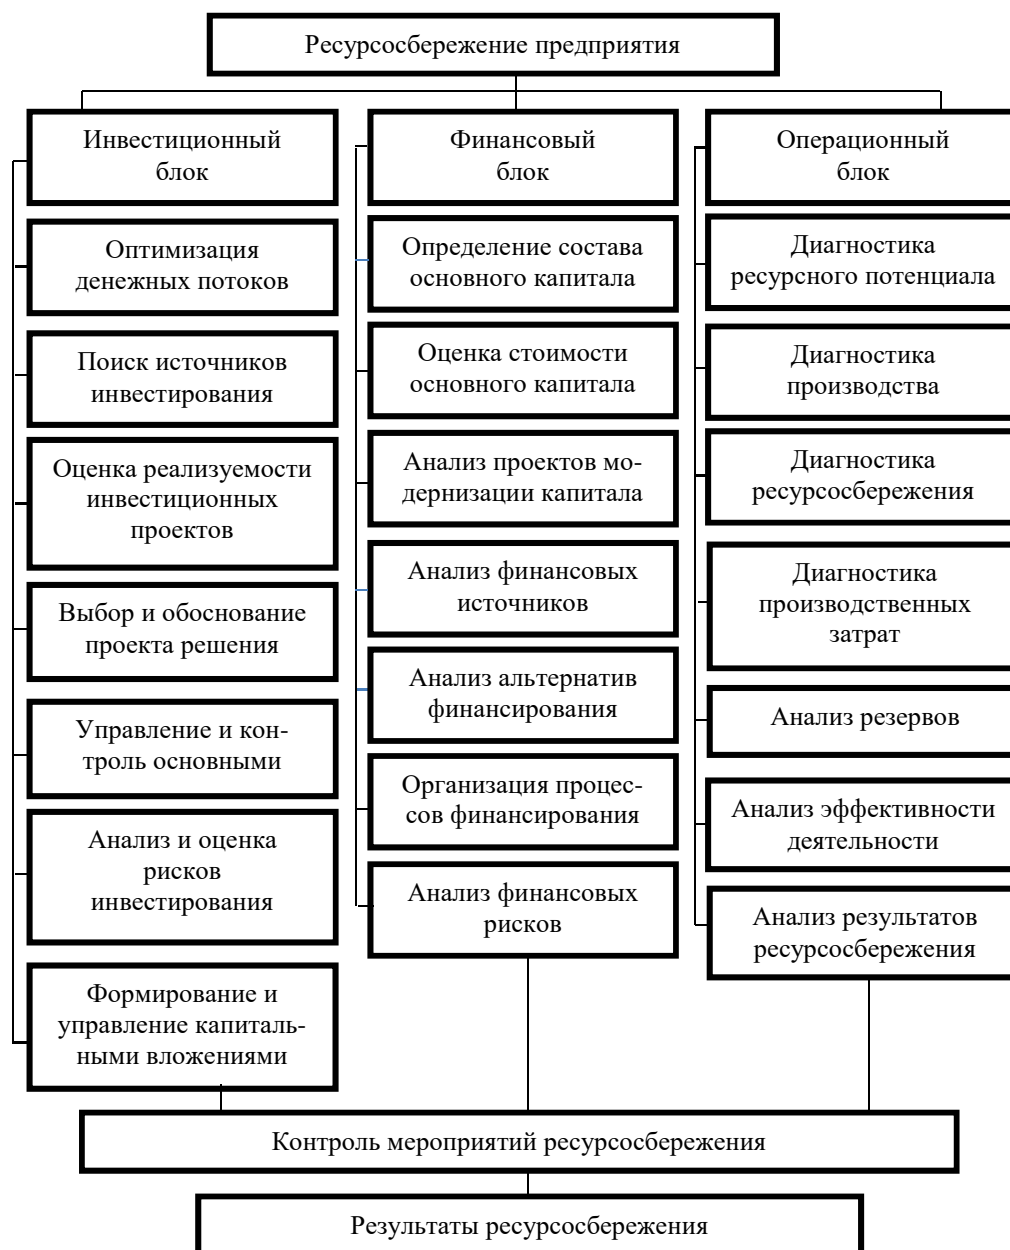 Ресурсосбережение предприятия
Инвестиционный
блок
Оптимизация
денежных потоков
Поиск источников
инвестирования
Оценка реализуемости
инвестиционных
проектов
Выбор и обоснование
проекта решения
Управление и кон-
троль основными
Анализ и оценка
рисков
инвестирования
Формирование и
управление капиталь-
ными вложениями
Финансовый
блок
Определение состава
основного капитала
Оценка стоимости
основного капитала
Анализ проектов мо-
дернизации капитала
Анализ финансовых
источников
Анализ альтернатив
финансирования
Организация процес-
сов финансирования
Анализ финансовых
рисков
Операционный
блок
Диагностика
ресурсного потенциала
Диагностика
производства
Диагностика
ресурсосбережения
Диагностика
производственных
затрат
Анализ резервов
Анализ эффективности
деятельности
Анализ результатов
ресурсосбережения
Контроль мероприятий ресурсосбережения
Результаты ресурсосбережения